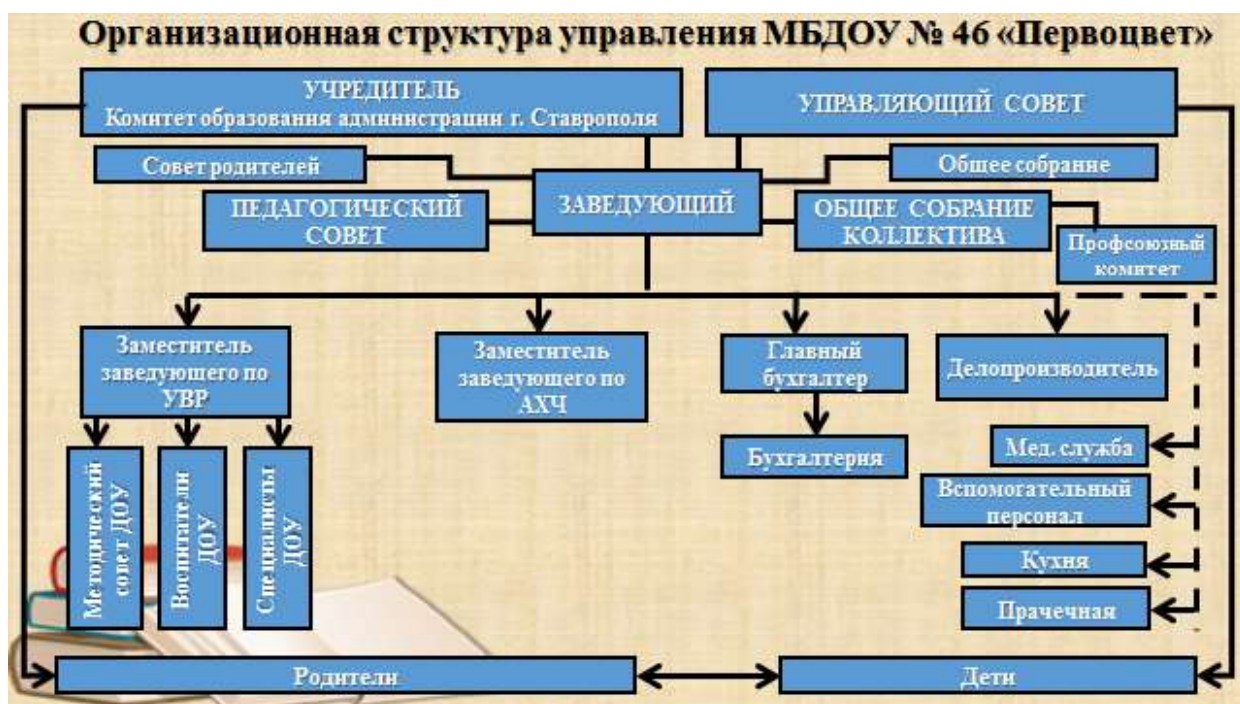 Организационная структура управления МБДОУ № 46 «Первоцвет»
УЧРЕДИТЕЛЬ
Комитет образования администрации г. Ставрополя
УПРАВЛЯЮЩИЙ СОВЕТ
Совет родителей
Общее собрание
ЗАВЕДУЮЩИЙ
ПЕДАГОГИЧЕСКИЙ
СОВЕТ
ОБЩЕЕ СОБРАНИЕ
КОЛЛЕКТИВА
Профсоюзный
комитет
Заместитель
заведующего по
УВР
Заместитель
заведующего по
АХЧ
Главный
бухгалтер
Делопроизводитель
Бухгалтерия
Методический
совет ДОУ
Воспитатели
ДОУ
Специалисты
ДОУ
Мед. служба
Вспомогательный
персонал
Кухня
Прачечная
Родители
Дети